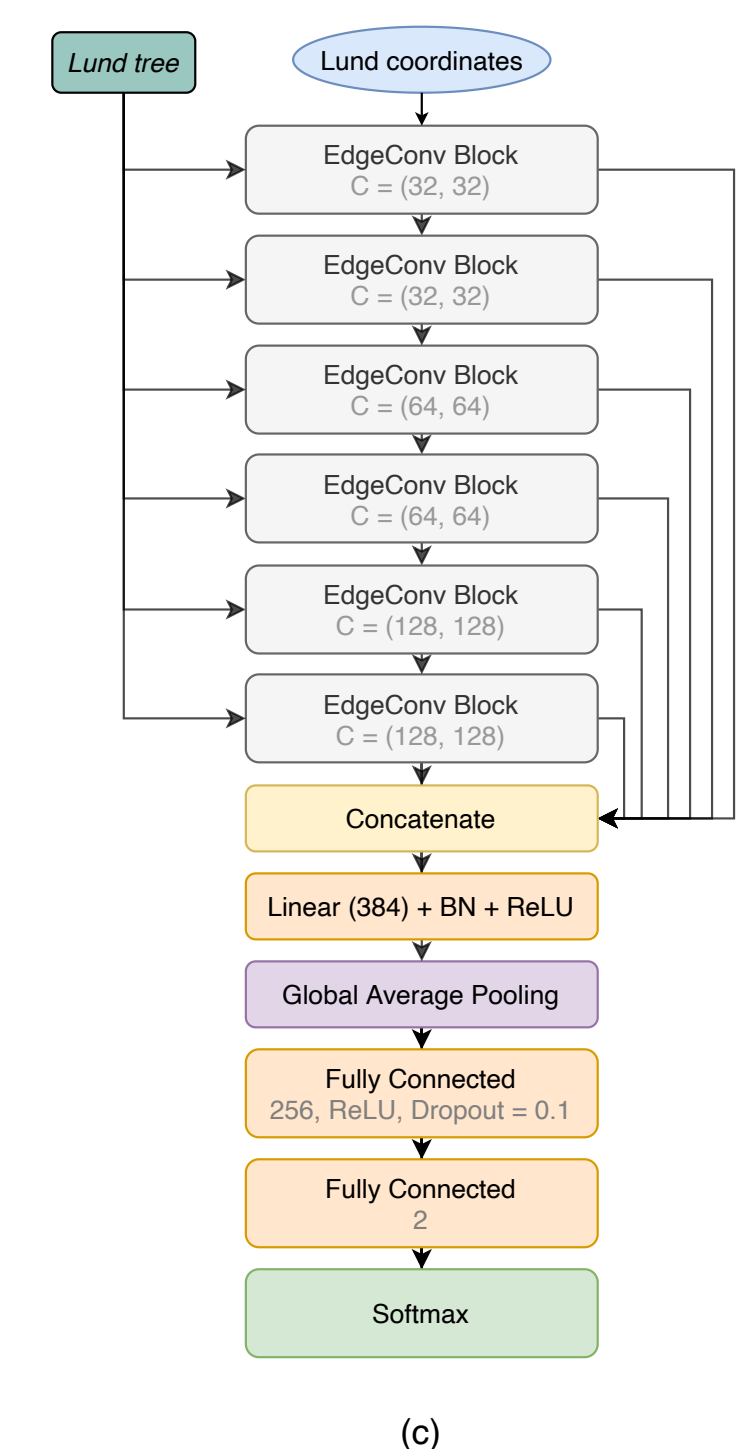 Lund tree
Lund coordinates
EdgeConv Block
C = (32, 32)
EdgeConv Block
C = (32, 32)
EdgeConv Block
C = (64, 64)
EdgeConv Block
C = (64, 64)
EdgeConv Block
C = (128, 128)
EdgeConv Block
C = (128, 128)
Concatenate
Linear (384) + BN + ReLU
Global Average Pooling
Fully Connected
256, ReLU, Dropout = 0.1
Fully Connected
2
Softmax
(c)